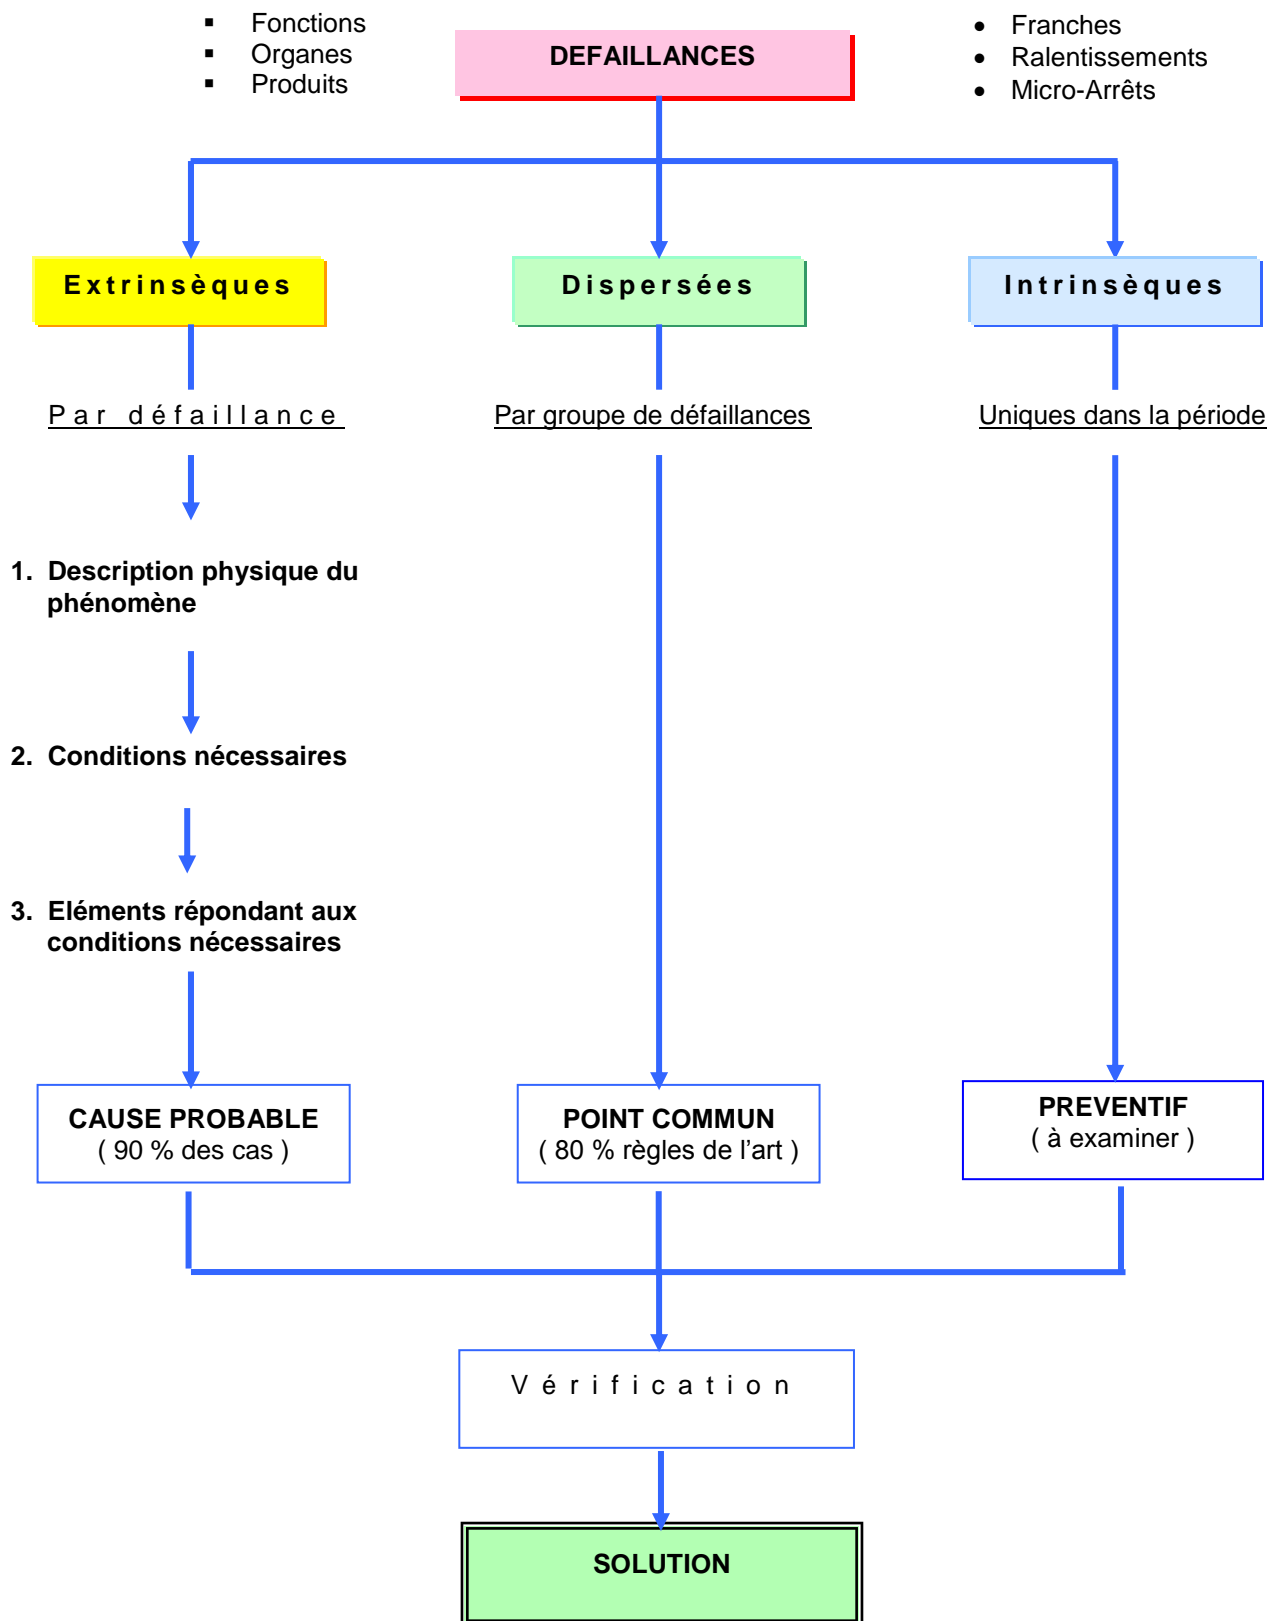 ▪ Fonctions
▪ Organes
▪ Produits
DEFAILLANCES
• Franches
• Ralentissements
• Micro-Arrêts
Extrinsèques
Dispersées
Intrinsèques
Par défaillance
Par groupe de défaillances
Uniques dans la période
1. Description physique du
phénomène
2. Conditions nécessaires
3. Eléments répondant aux
conditions nécessaires
CAUSE PROBABLE
( 90 % des cas )
POINT COMMUN
( 80 % règles de l’art )
PREVENTIF
( à examiner )
Vérification
SOLUTION